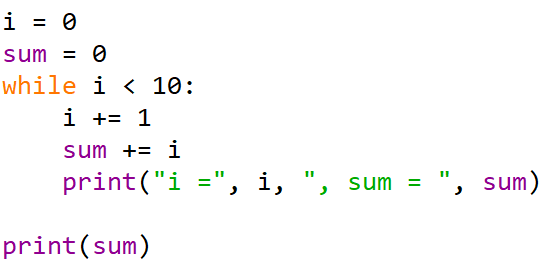 i = 0
sum = 0
while i < 10:
    i += 1
    sum += i
    print("i =", i, ", sum = ", sum)

print(sum)